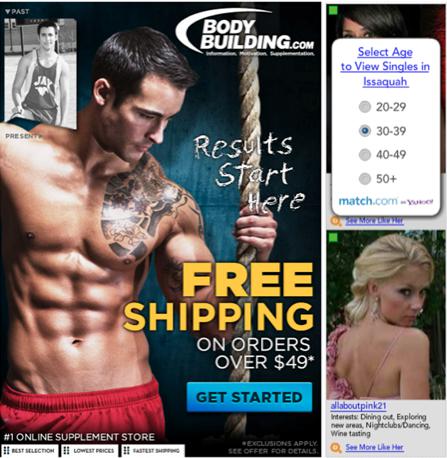 ▼PAST
JAY
PRESENT▶
BODY
BUILDING.COM
Information. Motivation. Supplementation.
Results
Start
Here
FREE
SHIPPING
ON ORDERS
OVER $49*
GET STARTED
#1 ONLINE SUPPLEMENT STORE
*EXCLUSIONS APPLY.
SEE OFFER FOR DETAILS.
BEST SELECTION
LOWEST PRICES
FASTEST SHIPPING
Select Age
to View Singles in
Issaquah
20-29
30-39
40-49
50+
match.com on YAHOO!
See More Like Her
allaboutpink21
Interests: Dining out, Exploring
new areas, Nightclubs/Dancing,
Wine tasting
See More Like Her